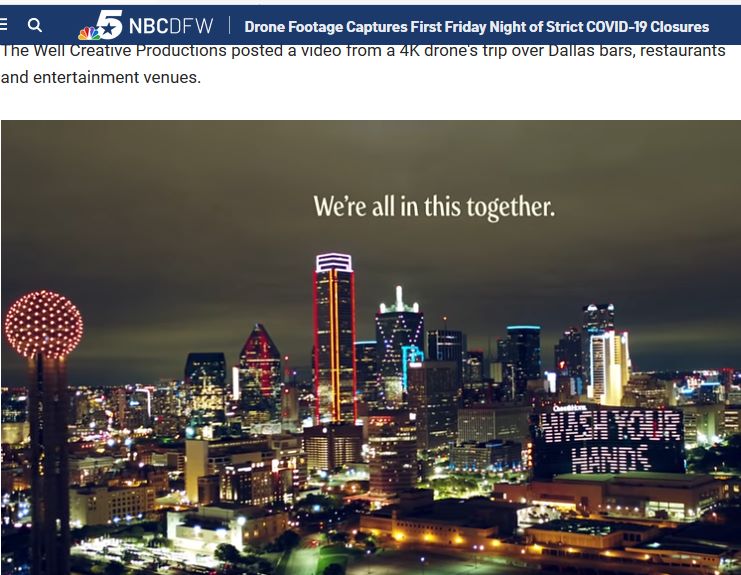 5 NBCDFW
Drone Footage Captures First Friday Night of Strict COVID-19 Closures
The Well Creative Productions posted a video from a 4K drone's trip over Dallas bars, restaurants
and entertainment venues.
We're all in this together.
WASH YOUR
HANDS